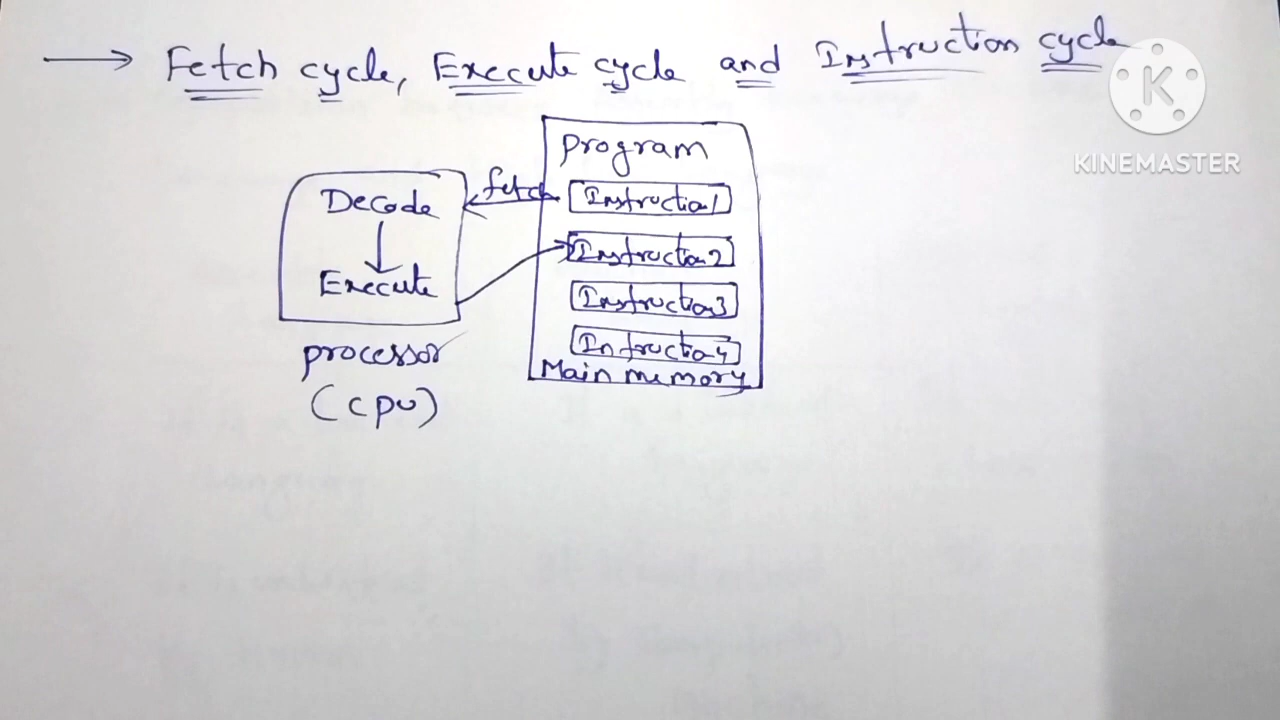 → Fetch cycle, Execute cycle and Instruction cycle
KINEMASTER
program
Decode
fetch
Instruction1
Instruction2
Execute
Instruction3
Intruction4
Main memory
processor
(cpu)